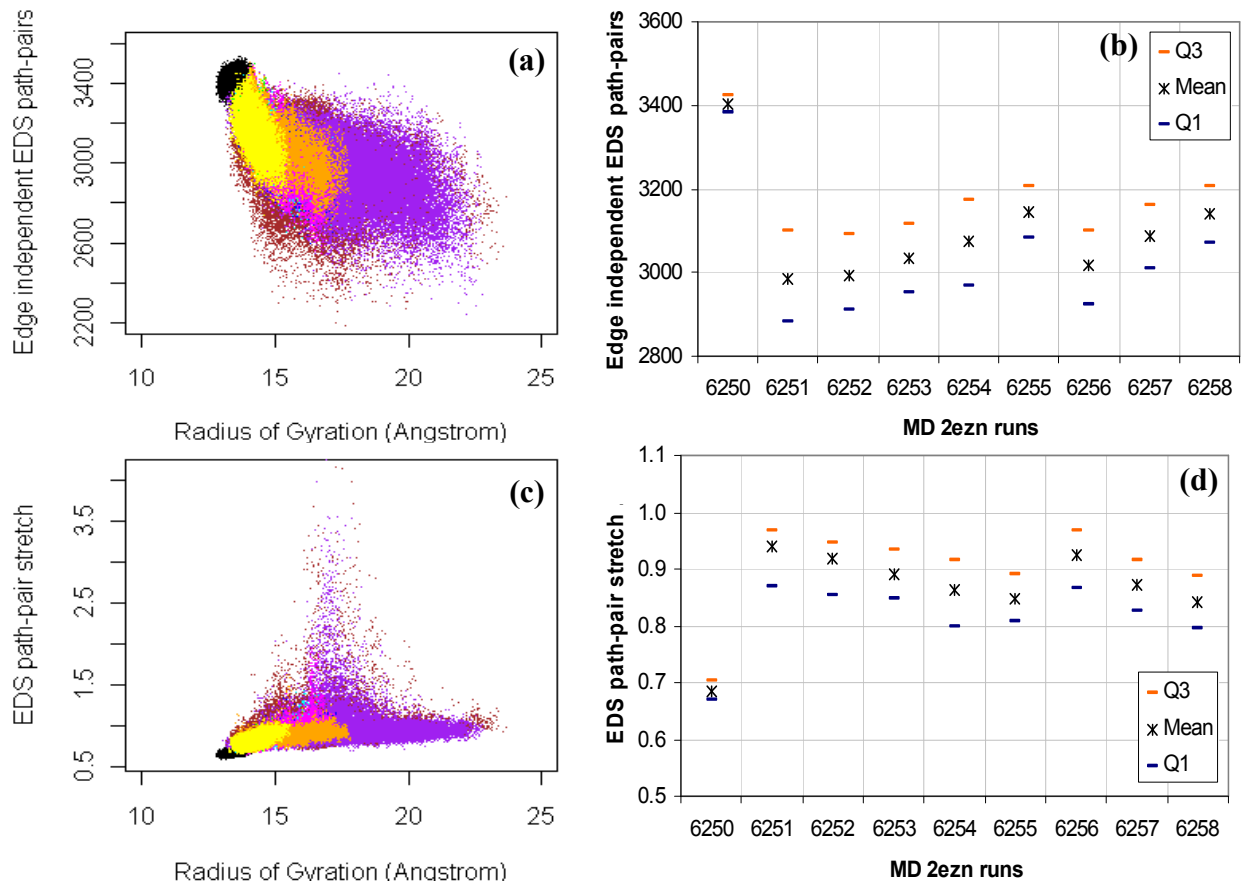 (a)
Edge independent EDS path-pairs
3400
3000
2600
2200
10 15 20 25
Radius of Gyration (Angstrom)
(b)
Q3
Mean
Q1
Edge independent EDS path-pairs
3600
3400
3200
3000
2800
6250 6251 6252 6253 6254 6255 6256 6257 6258
MD 2ezn runs
(c)
EDS path-pair stretch
3.5
2.5
1.5
0.5
10 15 20 25
Radius of Gyration (Angstrom)
(d)
EDS path-pair stretch
1.1
1.0
0.9
0.8
0.7
0.6
0.5
Q3
Mean
Q1
6250 6251 6252 6253 6254 6255 6256 6257 6258
MD 2ezn runs